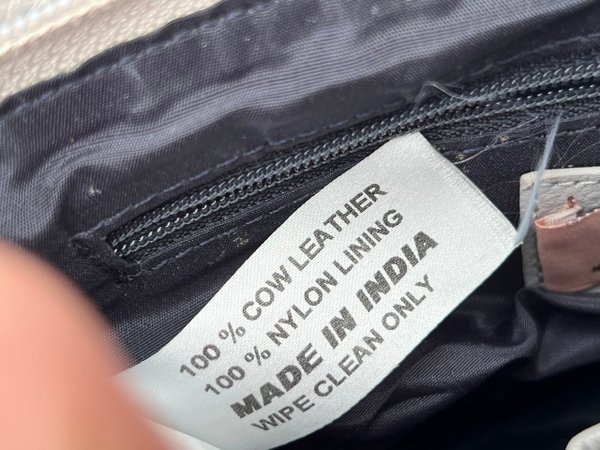 100 % COW LEATHER
100 % NYLON LINING
MADE IN INDIA
WIPE CLEAN ONLY